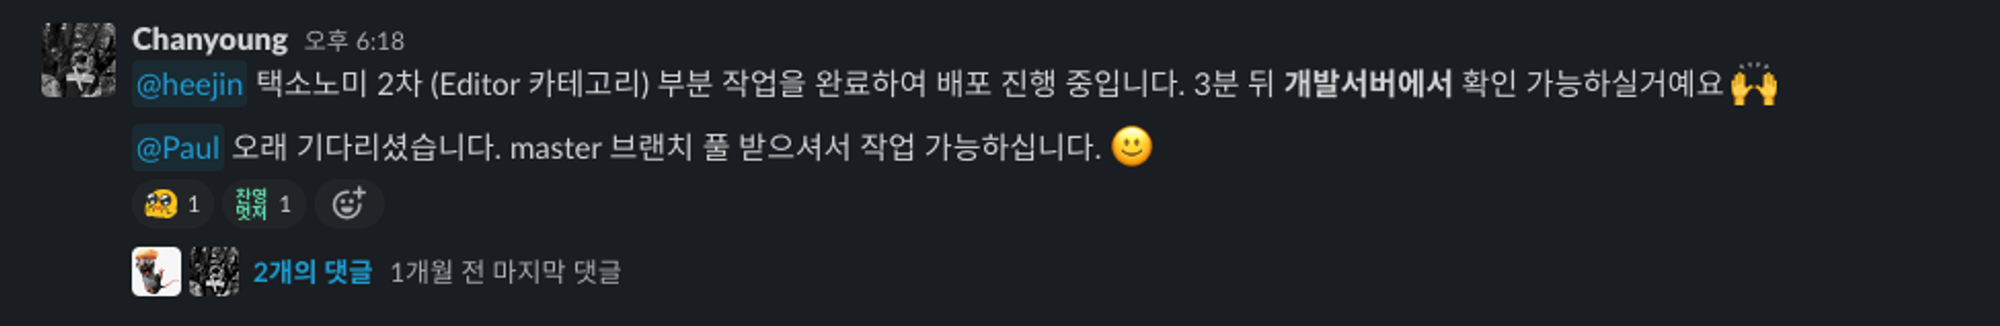 Chanyoung 오후 6:18
@heejin 택소노미 2차 (Editor 카테고리) 부분 작업을 완료하여 배포 진행 중입니다. 3분 뒤 개발서버에서 확인 가능하실거예요
@Paul 오래 기다리셨습니다. master 브랜치 풀 받으셔서 작업 가능하십니다.
1 찬영멋져 1
2개의 댓글 1개월 전 마지막 댓글